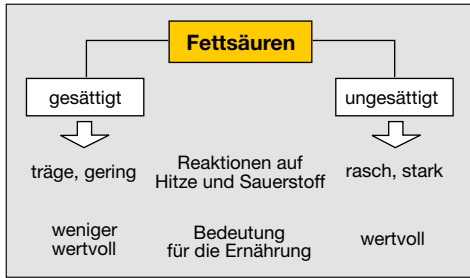 Fettsäuren
gesättigt
ungesättigt
träge, gering
Reaktionen auf
Hitze und Sauerstoff
rasch, stark
weniger
wertvoll
Bedeutung
für die Ernährung
wertvoll